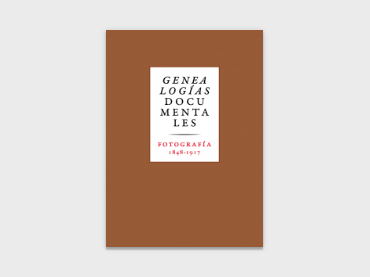 GENEA
LOGÍAS
DOCU
MENTA
LES
FOTOGRAFÍA
1848-1917